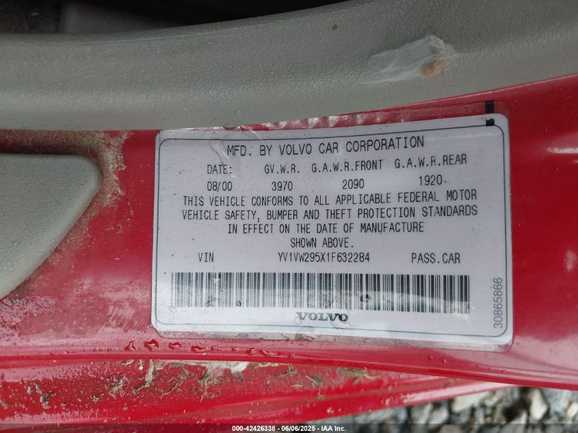 MFD. BY VOLVO CAR CORPORATION
DATE: GV.W.R. G.A.W.R.FRONT G.A.W.R.REAR
08/00 3970 2090 1920
THIS VEHICLE CONFORMS TO ALL APPLICABLE FEDERAL MOTOR
VEHICLE SAFETY, BUMPER AND THEFT PROTECTION STANDARDS
IN EFFECT ON THE DATE OF MANUFACTURE
SHOWN ABOVE.
VIN YV1VW295X1F632284 PASS.CAR
VOLVO
30865866
000-42426338 - 06/06/2025 - IAA Inc.